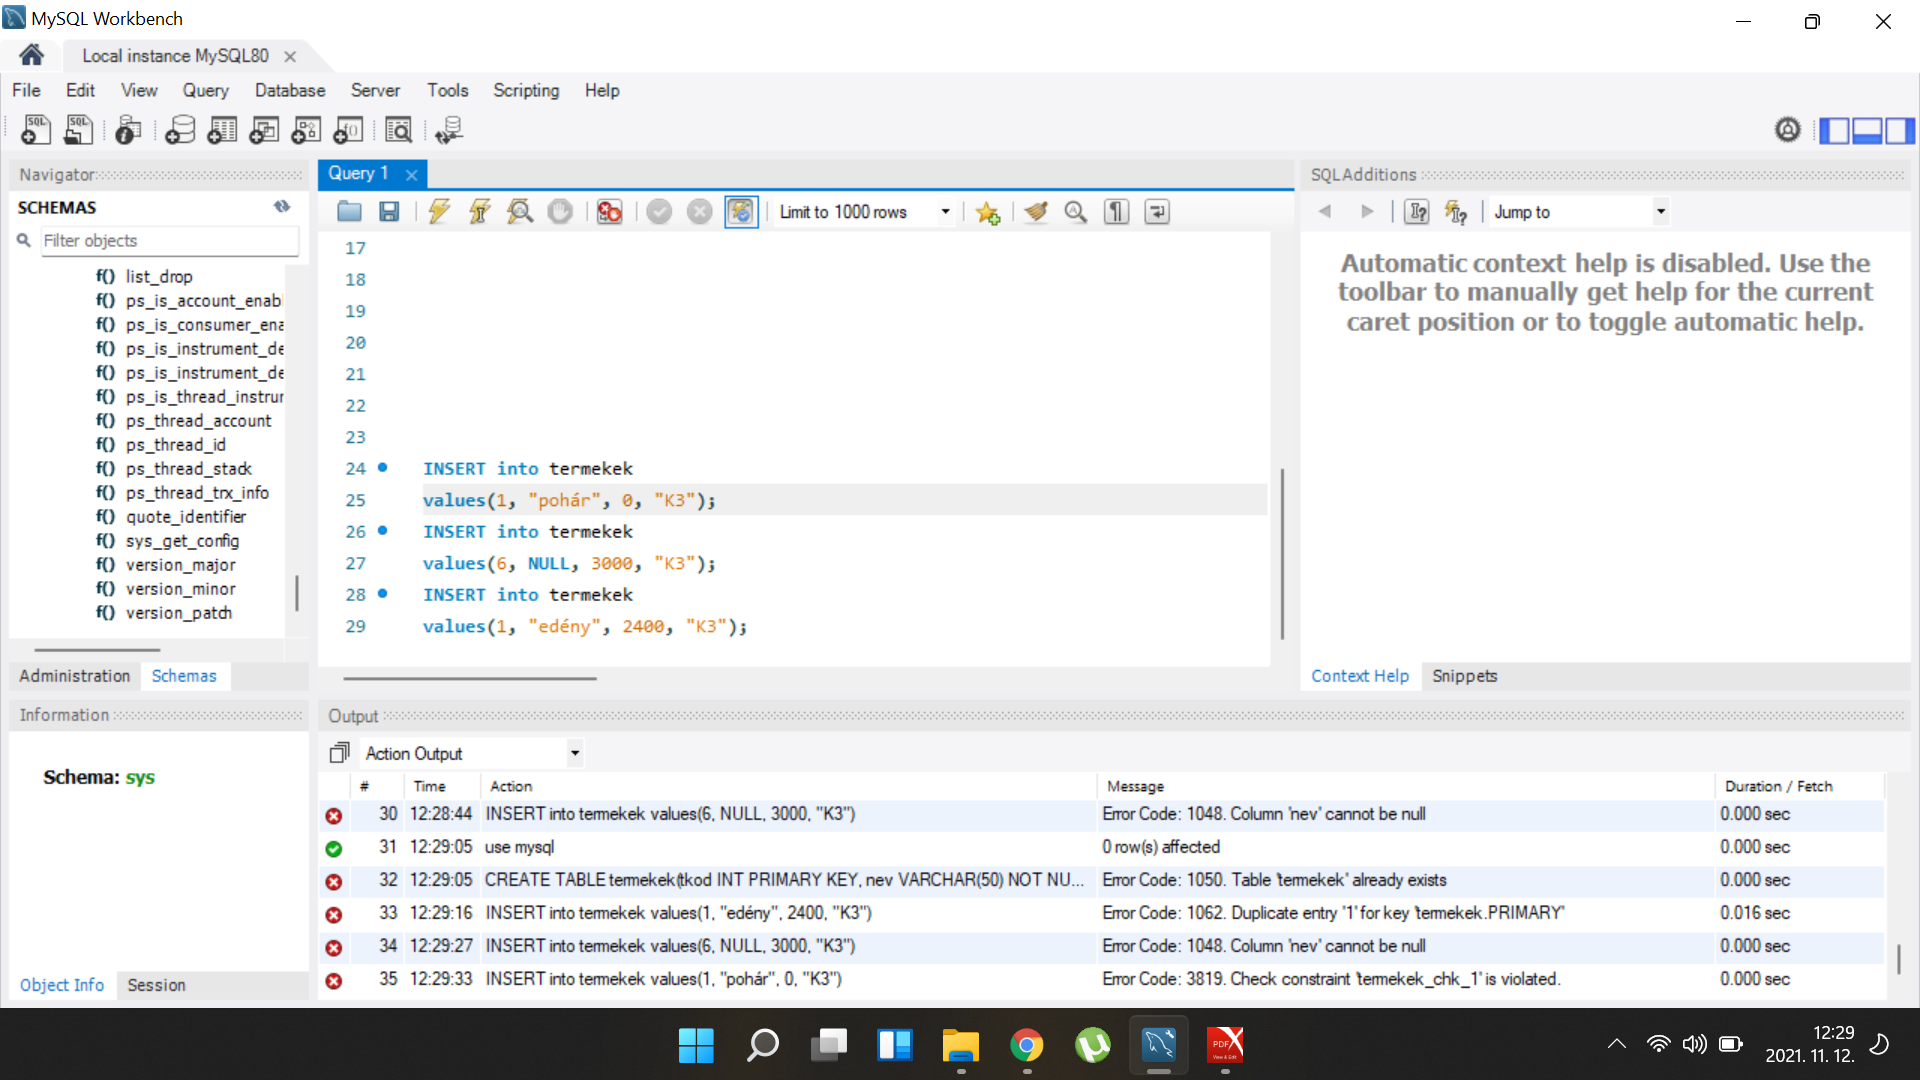 MySQL Workbench
Local instance MySQL80
File Edit View Query Database Server Tools Scripting Help
Navigator
SCHEMAS
Filter objects
f() list_drop
f() ps_is_account_enabl
f() ps_is_consumer_ena
f() ps_is_instrument_de
f() ps_is_instrument_de
f() ps_is_thread_instrur
f() ps_thread_account
f() ps_thread_id
f() ps_thread_stack
f() ps_thread_trx_info
f() quote_identifier
f() sys_get_config
f() version_major
f() version_minor
f() version_patch
Administration Schemas
Information
Schema: sys
Object Info Session
Query 1
Limit to 1000 rows
17
18
19
20
21
22
23
24 INSERT into termekek
25 values(1, "pohár", 0, "K3");
26 INSERT into termekek
27 values(6, NULL, 3000, "K3");
28 INSERT into termekek
29 values(1, "edény", 2400, "K3");
SQLAdditions
Jump to
Automatic context help is disabled. Use the
toolbar to manually get help for the current
caret position or to toggle automatic help.
Context Help Snippets
Output
Action Output
# Time Action Message Duration / Fetch
30 12:28:44 INSERT into termekek values(6, NULL, 3000, "K3") Error Code: 1048. Column 'nev' cannot be null 0.000 sec
31 12:29:05 use mysql 0 row(s) affected 0.000 sec
32 12:29:05 CREATE TABLE termekek(tkod INT PRIMARY KEY, nev VARCHAR(50) NOT NU... Error Code: 1050. Table 'termekek' already exists 0.000 sec
33 12:29:16 INSERT into termekek values(1, "edény", 2400, "K3") Error Code: 1062. Duplicate entry '1' for key 'termekek.PRIMARY' 0.016 sec
34 12:29:27 INSERT into termekek values(6, NULL, 3000, "K3") Error Code: 1048. Column 'nev' cannot be null 0.000 sec
35 12:29:33 INSERT into termekek values(1, "pohár", 0, "K3") Error Code: 3819. Check constraint 'termekek_chk_1' is violated. 0.000 sec
PDF
View & Edit
12:29
2021. 11. 12.